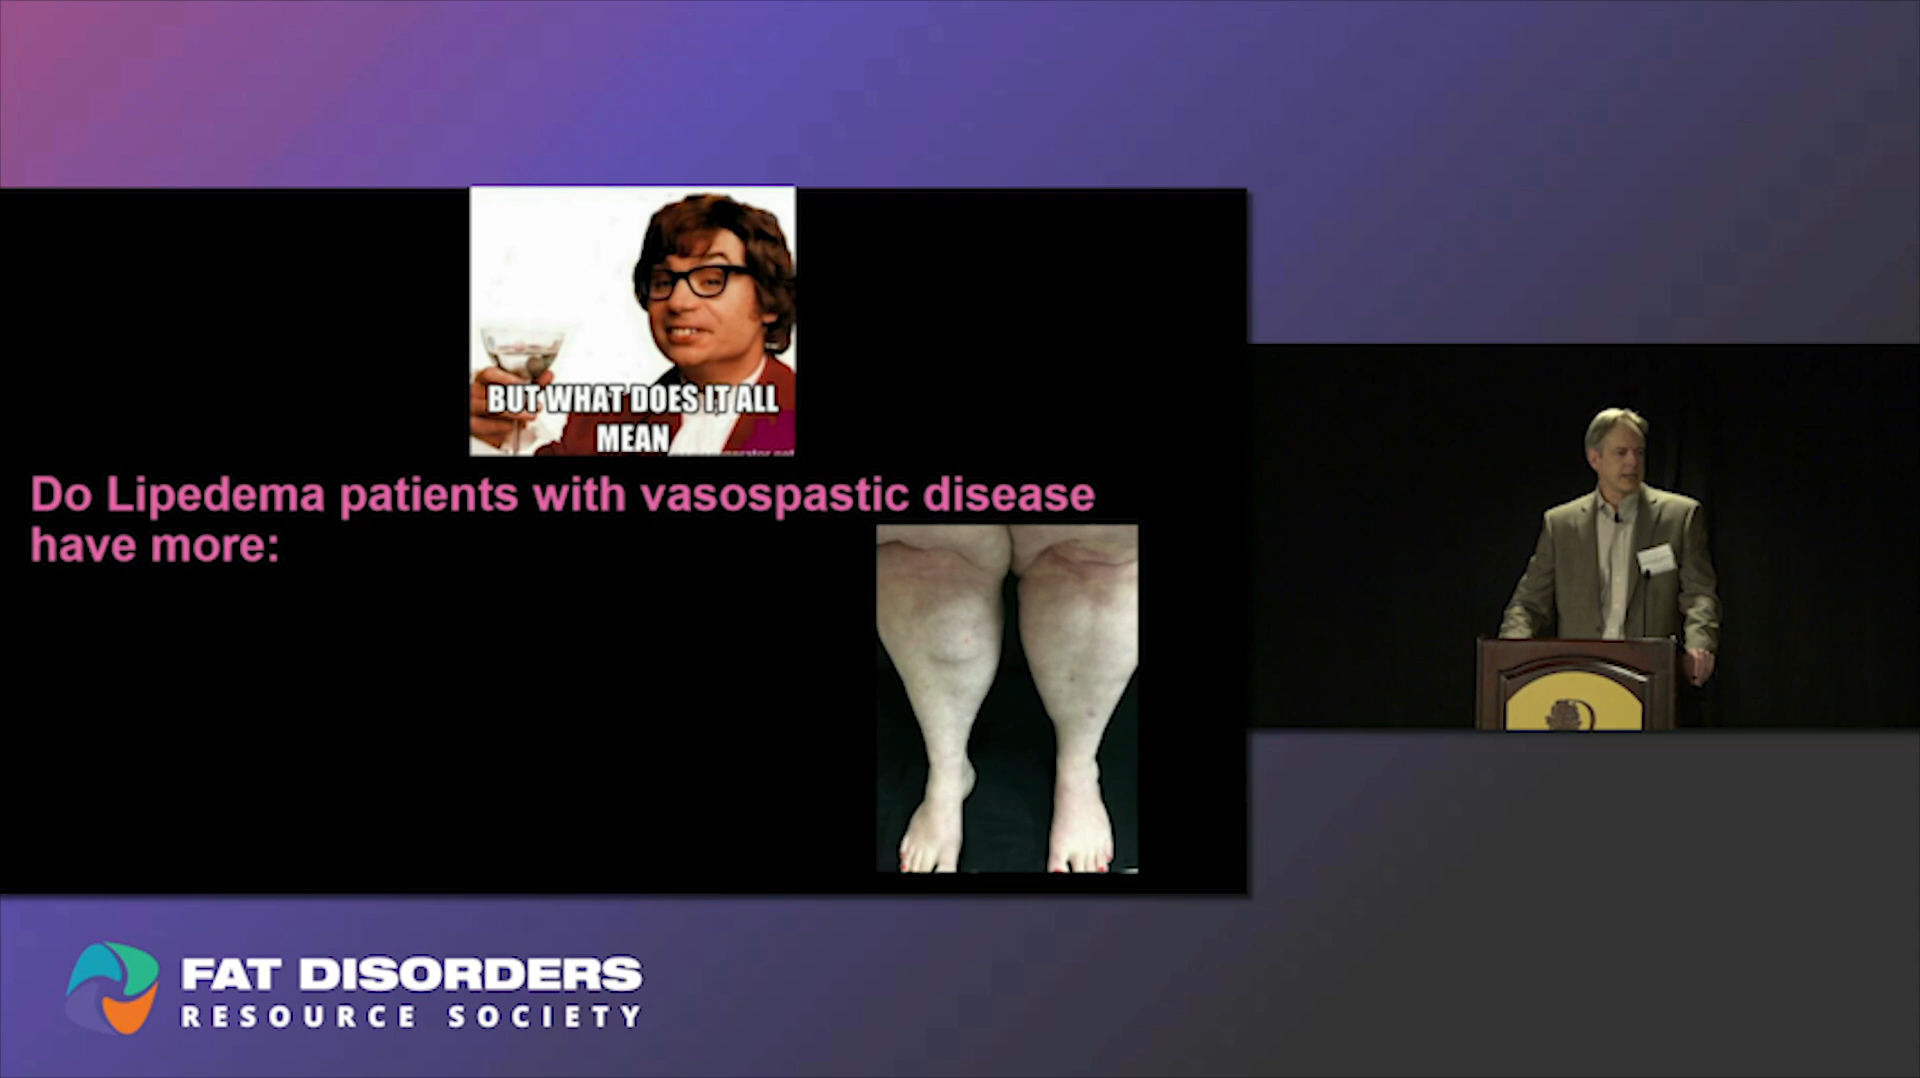 BUT WHAT DOES IT ALL
MEAN
Do Lipedema patients with vasospastic disease
have more:
FAT DISORDERS
RESOURCE SOCIETY